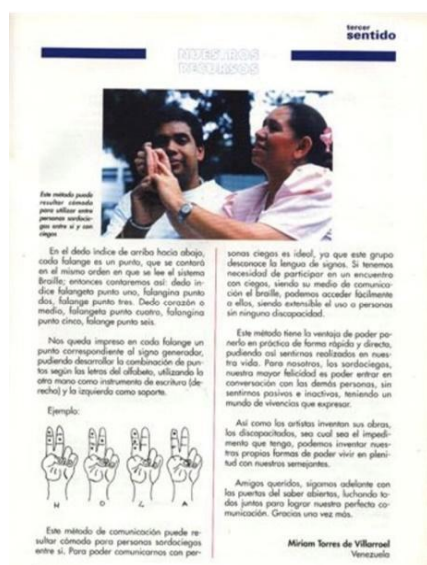 tercer
sentido
NUESTROS
RECURSOS
Este método puede
resultar cómodo
para utilizar entre
personas sordocie-
gas entre sí y con
ciegos
En el dedo índice de arriba hacia abajo,
cada falange es un punto, que se contará
en el mismo orden en que se lee el sistema
Braille; entonces contaremos así: dedo ín-
dice falangeta punto uno, falangina punto
dos, falange punto tres. Dedo corazón o
medio, falangeta punto cuatro, falangina
punto cinco, falange punto seis.
Nos queda impreso en cada falange un
punto correspondiente al signo generador,
pudiendo desarrollar la combinación de pun-
tos según las letras del alfabeto, utilizando la
otra mano como instrumento de escritura (de-
recha) y la izquierda como soporte.
Ejemplo:
H O L A
Este método de comunicación puede re-
sultar cómodo para personas sordociegas
entre sí. Para poder comunicarnos con per-
sonas ciegas es ideal, ya que este grupo
desconoce la lengua de signos. Si tenemos
necesidad de participar en un encuentro
con ciegos, siendo su medio de comunica-
ción el braille, podemos acceder fácilmente
a ellos, siendo extensible el uso a personas
sin ninguna discapacidad.
Este método tiene la ventaja de poder po-
nerlo en práctica de forma rápida y directa,
pudiendo así sentirnos realizados en nues-
tra vida. Para nosotros, los sordociegos,
nuestra mayor felicidad es poder entrar en
conversación con las demás personas, sin
sentirnos pasivos e inactivos, teniendo un
mundo de vivencias que expresar.
Así como los artistas inventan sus obras,
los discapacitados, sea cual sea el impedi-
mento que tenga, podemos inventar nues-
tras propias formas de poder vivir en pleni-
tud con nuestros semejantes.
Amigos queridos, sigamos adelante con
las puertas del saber abiertas, luchando to-
dos juntos para lograr nuestra perfecta co-
municación. Gracias una vez más.
Miriam Torres de Villarroel
Venezuela